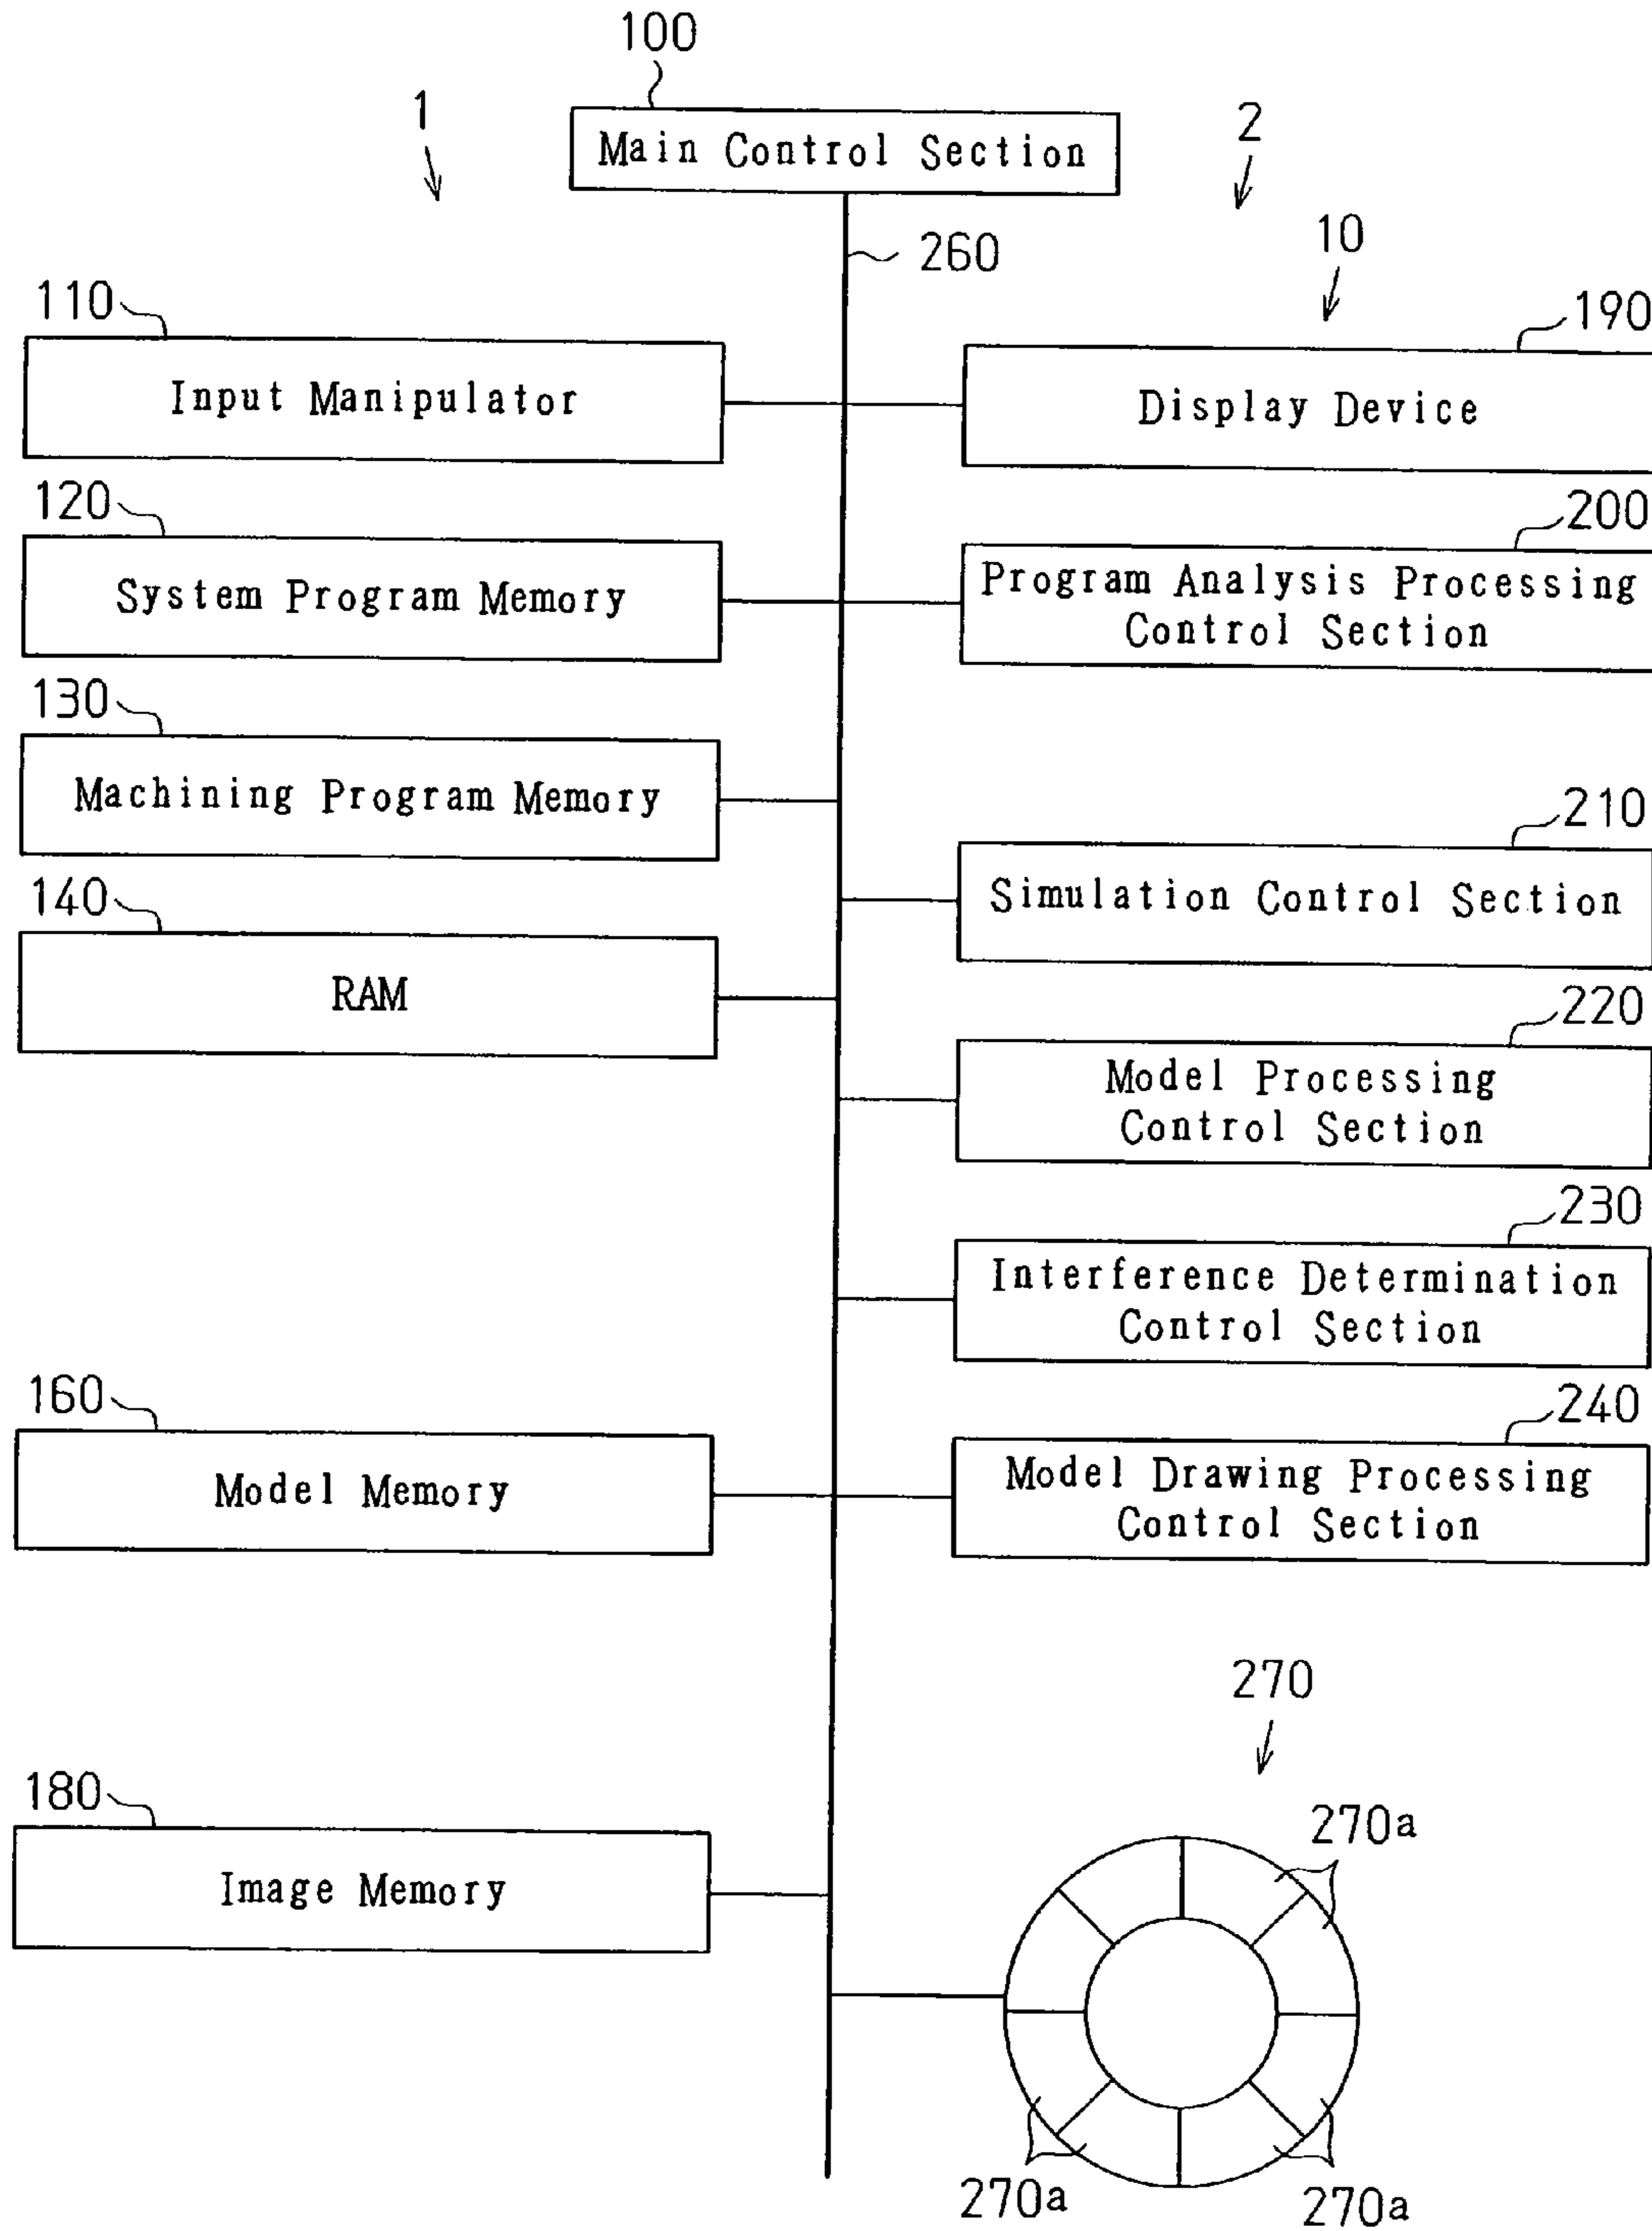 100
1
Main Control Section
2
260
10
110
190
Input Manipulator
Display Device
120
200
System Program Memory
Program Analysis Processing
Control Section
130
Machining Program Memory
210
Simulation Control Section
140
RAM
220
Model Processing
Control Section
230
Interference Determination
Control Section
160
240
Model Memory
Model Drawing Processing
Control Section
270
180
270a
Image Memory
270a
270a